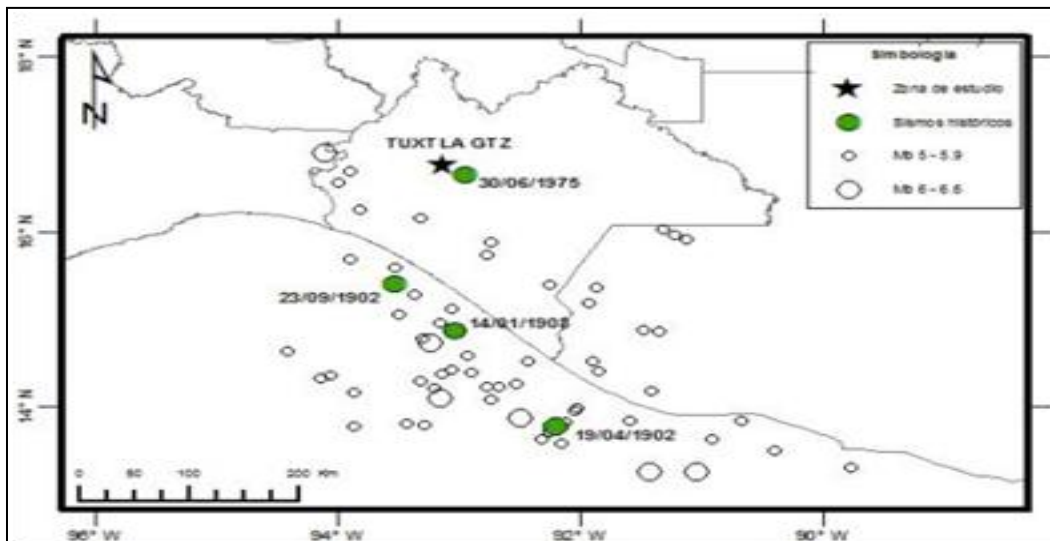 Simbología
Zona de estudio
Sismos históricos
Mb 5 - 5.9
Mb 6 - 6.5
TUXTLA GTZ
30/06/1975
23/09/1902
14/01/1903
19/04/1902
N
18° N
16° N
14° N
0 50 100 200 Km
96° W 94° W 92° W 90° W